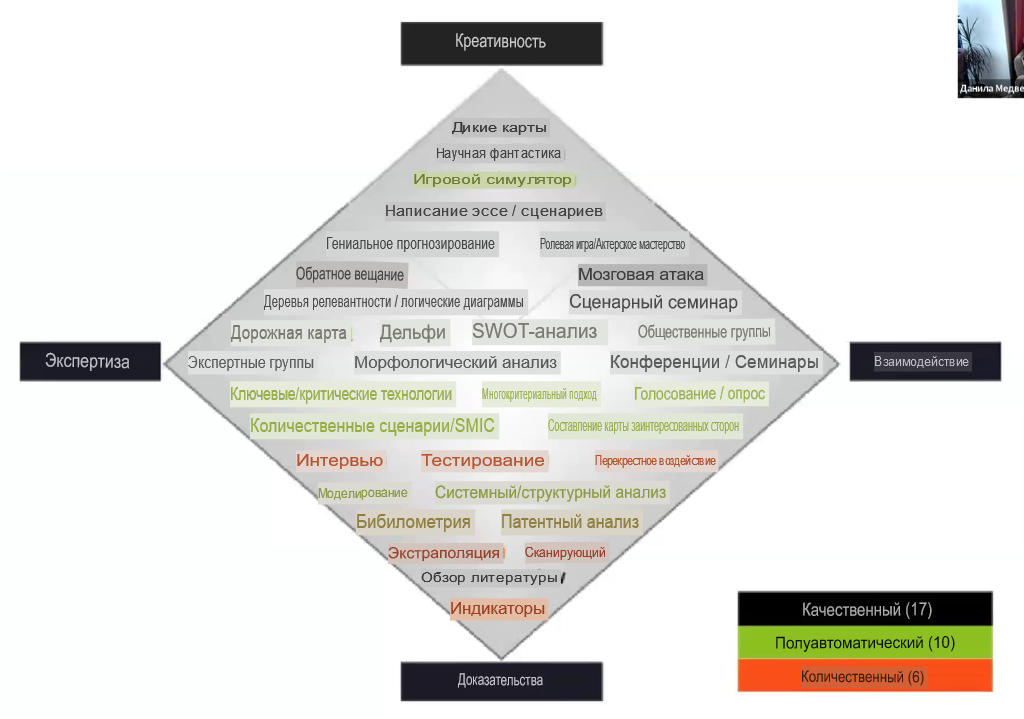 Креативность
Данила Медве
Дикие карты
Научная фантастика
Игровой симулятор
Написание эссе / сценариев
Гениальное прогнозирование
Ролевая игра/Актерское мастерство
Обратное вещание
Мозговая атака
Деревья релевантности / логические диаграммы
Сценарный семинар
Дорожная карта
Дельфи
SWOT-анализ
Общественные группы
Экспертиза
Экспертные группы
Морфологический анализ
Конференции / Семинары
Взаимодействие
Ключевые/критические технологии
Многокритериальный подход
Голосование / опрос
Количественные сценарии/SMIC
Составление карты заинтересованных сторон
Интервью
Тестирование
Перекрестное воздействие
Моделирование
Системный/структурный анализ
Бибилометрия
Патентный анализ
Экстраполяция
Сканирующий
Обзор литературы/
Индикаторы
Качественный (17)
Полуавтоматический (10)
Количественный (6)
Доказательства